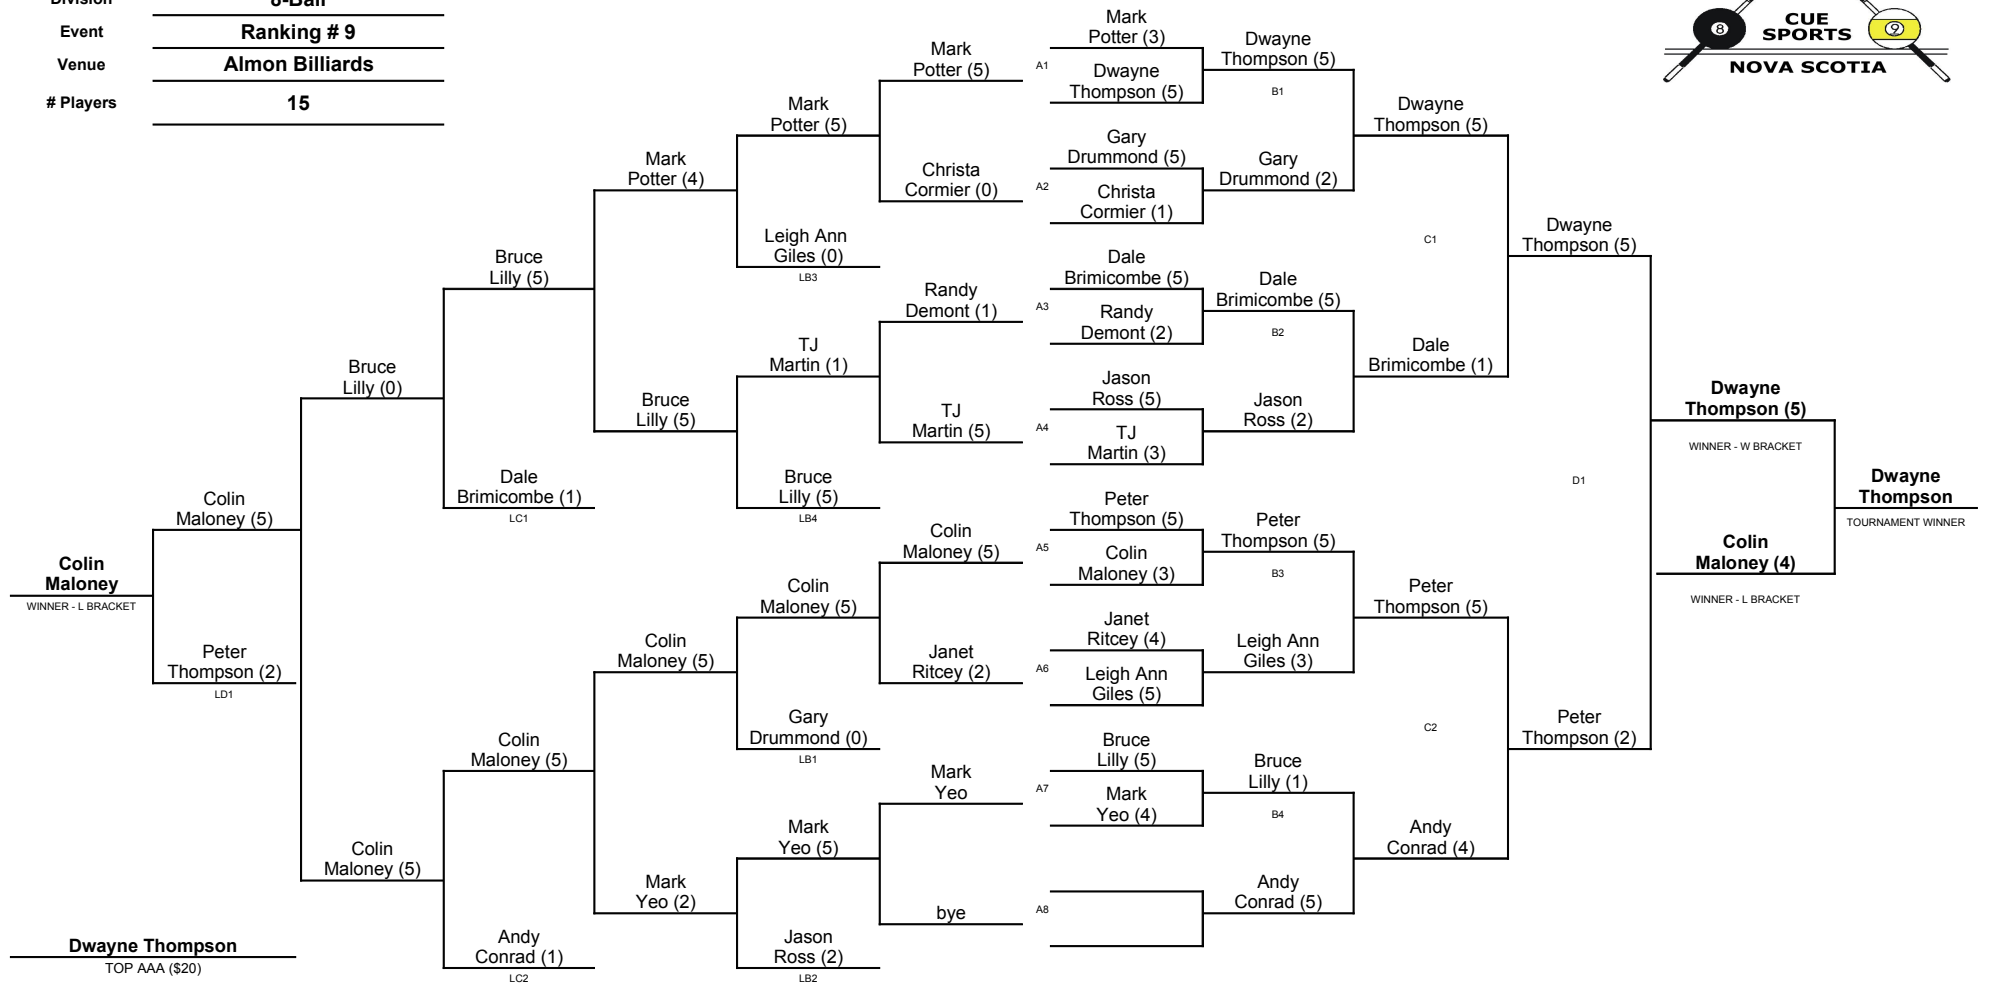 Division
8-Ball
Event
Ranking # 9
Venue
Almon Billiards
# Players
15
8
CUE
SPORTS
9
NOVA SCOTIA
Mark
Potter (3)
A1
Dwayne
Thompson (5)
Gary
Drummond (5)
A2
Christa
Cormier (1)
Dale
Brimicombe (5)
A3
Randy
Demont (2)
Jason
Ross (5)
A4
TJ
Martin (3)
Peter
Thompson (5)
A5
Colin
Maloney (3)
Janet
Ritcey (4)
A6
Leigh Ann
Giles (5)
Bruce
Lilly (5)
A7
Mark
Yeo (4)
A8
Dwayne
Thompson (5)
B1
Gary
Drummond (2)
Dale
Brimicombe (5)
B2
Jason
Ross (2)
Peter
Thompson (5)
B3
Leigh Ann
Giles (3)
Bruce
Lilly (1)
B4
Andy
Conrad (5)
Dwayne
Thompson (5)
C1
Dale
Brimicombe (1)
Peter
Thompson (5)
C2
Andy
Conrad (4)
Dwayne
Thompson (5)
D1
Peter
Thompson (2)
Dwayne
Thompson (5)
WINNER - W BRACKET
Colin
Maloney (4)
WINNER - L BRACKET
Dwayne
Thompson
TOURNAMENT WINNER
Mark
Potter (5)
Christa
Cormier (0)
Randy
Demont (1)
TJ
Martin (5)
Colin
Maloney (5)
Janet
Ritcey (2)
Mark
Yeo
bye
Mark
Potter (5)
Leigh Ann
Giles (0)
LB3
TJ
Martin (1)
Bruce
Lilly (5)
LB4
Colin
Maloney (5)
Gary
Drummond (0)
LB1
Mark
Yeo (5)
Jason
Ross (2)
LB2
Mark
Potter (4)
Bruce
Lilly (5)
Colin
Maloney (5)
Mark
Yeo (2)
Bruce
Lilly (5)
Dale
Brimicombe (1)
LC1
Colin
Maloney (5)
Andy
Conrad (1)
LC2
Bruce
Lilly (0)
Colin
Maloney (5)
Colin
Maloney (5)
Peter
Thompson (2)
LD1
Colin
Maloney
WINNER - L BRACKET
Dwayne Thompson
TOP AAA ($20)